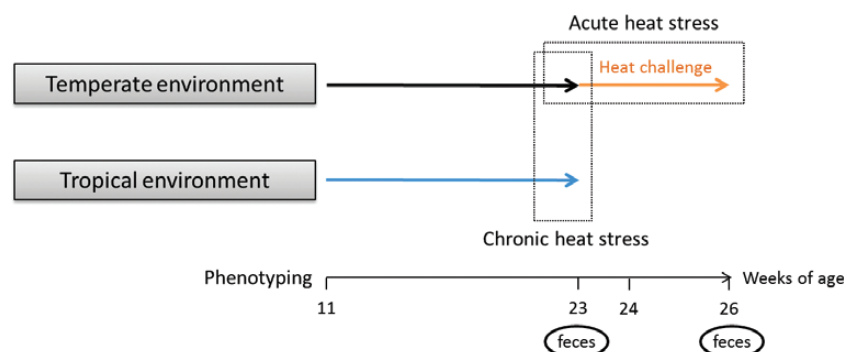 Acute heat stress
Heat challenge
Temperate environment
Tropical environment
Chronic heat stress
Phenotyping
Weeks of age
11 23 24 26
feces feces